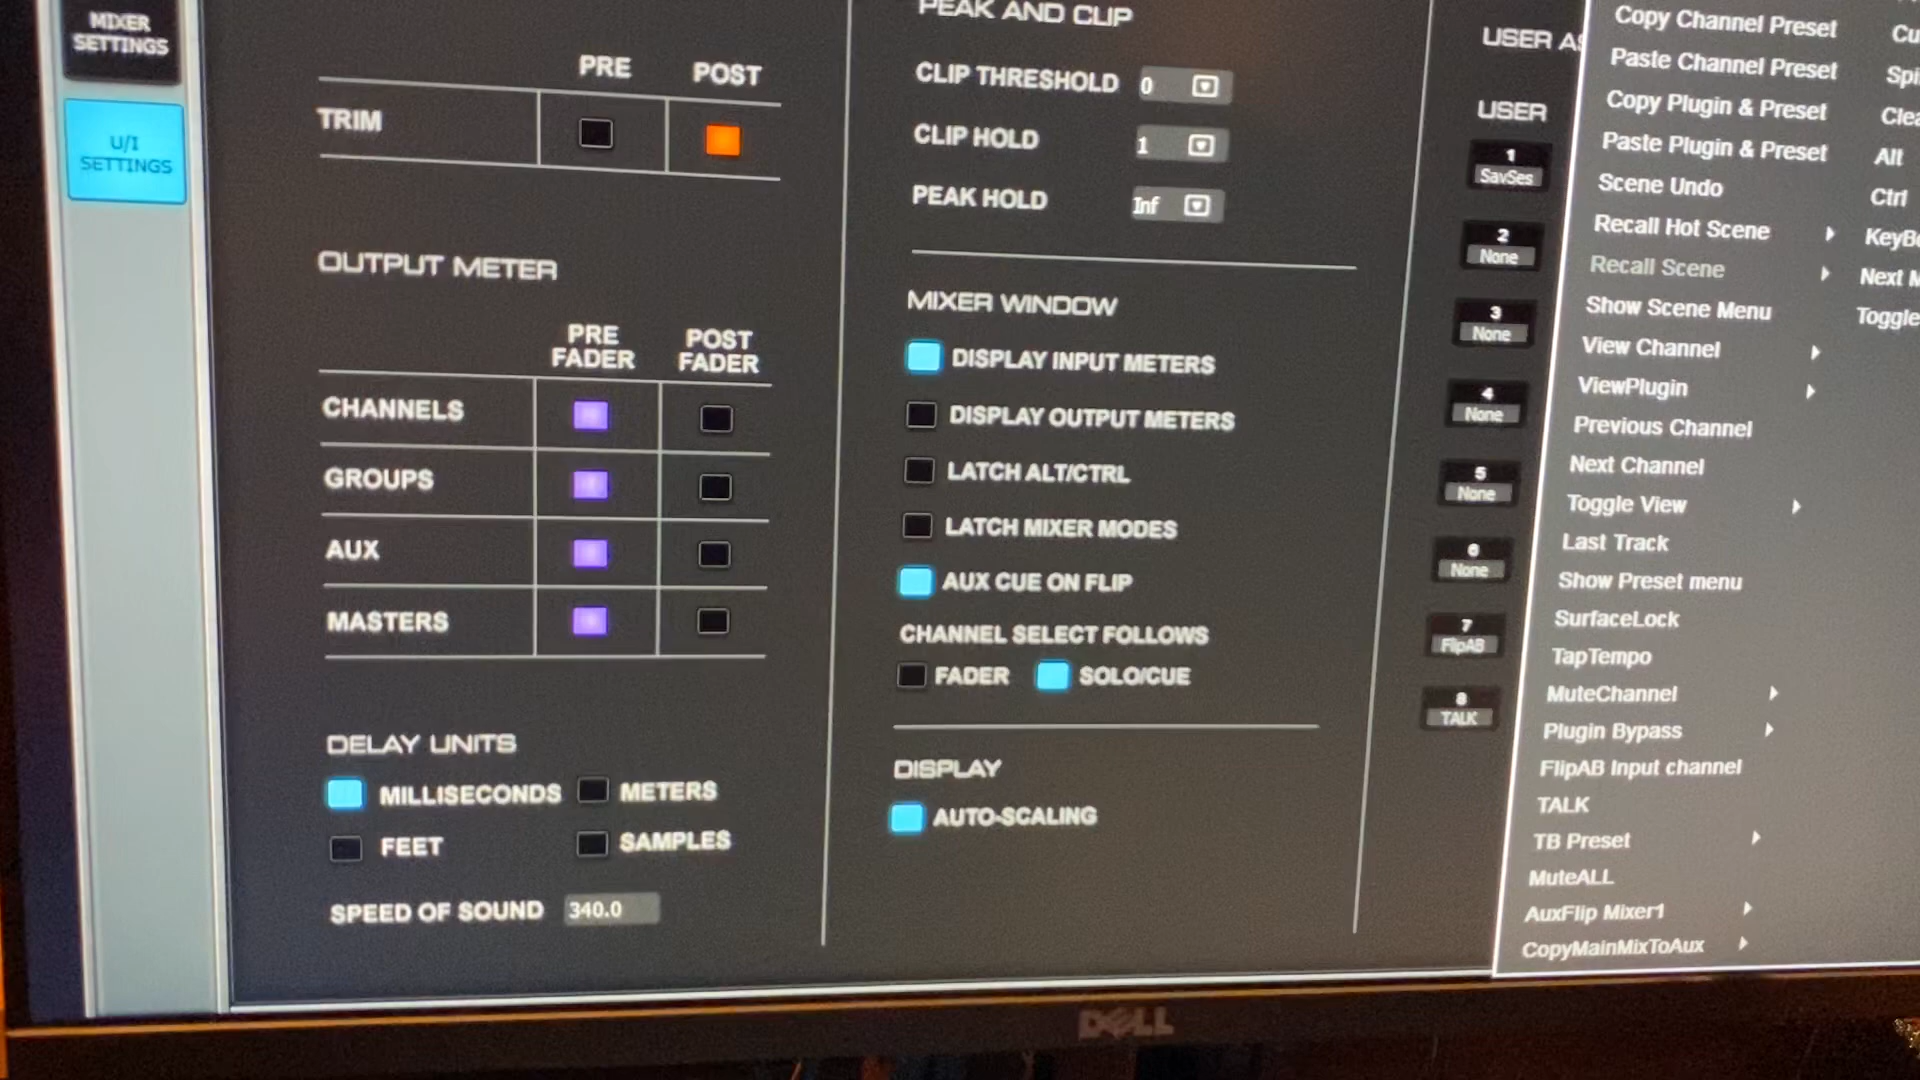 MIXER
SETTINGS
U/I
SETTINGS
PRE POST
TRIM
OUTPUT METER
PRE
FADER
POST
FADER
CHANNELS
GROUPS
AUX
MASTERS
DELAY UNITS
MILLISECONDS METERS
FEET SAMPLES
SPEED OF SOUND 340.0
PEAK AND CLIP
CLIP THRESHOLD 0
CLIP HOLD 1
PEAK HOLD Inf
MIXER WINDOW
DISPLAY INPUT METERS
DISPLAY OUTPUT METERS
LATCH ALT/CTRL
LATCH MIXER MODES
AUX CUE ON FLIP
CHANNEL SELECT FOLLOWS
FADER SOLO/CUE
DISPLAY
AUTO-SCALING
USER
USER
1
SavSes
2
None
3
None
4
None
5
None
6
None
7
FlipAB
8
TALK
Copy Channel Preset
Paste Channel Preset
Copy Plugin & Preset
Paste Plugin & Preset
Scene Undo
Recall Hot Scene
Recall Scene
Show Scene Menu
View Channel
ViewPlugin
Previous Channel
Next Channel
Toggle View
Last Track
Show Preset menu
SurfaceLock
TapTempo
MuteChannel
Plugin Bypass
FlipAB Input channel
TALK
TB Preset
MuteALL
AuxFlip Mixer1
CopyMainMixToAux
Alt
Ctrl
Next
Toggle
DELL